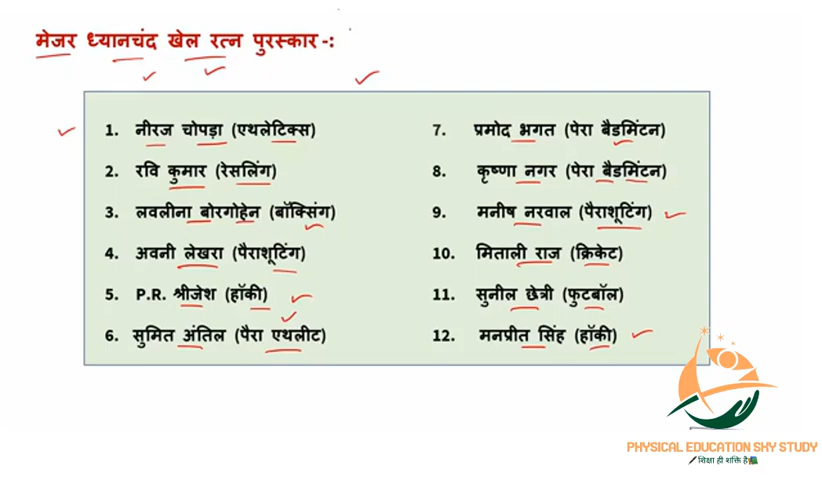 मेजर ध्यानचंद खेल रत्न पुरस्कार -:
1. नीरज चोपड़ा (एथलेटिक्स)
2. रवि कुमार (रेसलिंग)
3. लवलीना बोरगोहेन (बॉक्सिंग)
4. अवनी लेखरा (पैराशूटिंग)
5. P.R. श्रीजेश (हॉकी)
6. सुमित अंतिल (पैरा एथलीट)
7. प्रमोद भगत (पेरा बैडमिंटन)
8. कृष्णा नगर (पेरा बैडमिंटन)
9. मनीष नरवाल (पैराशूटिंग)
10. मिताली राज (क्रिकेट)
11. सुनील छेत्री (फुटबॉल)
12. मनप्रीत सिंह (हॉकी)
PHYSICAL EDUCATION SKY STUDY
शिक्षा ही शक्ति है